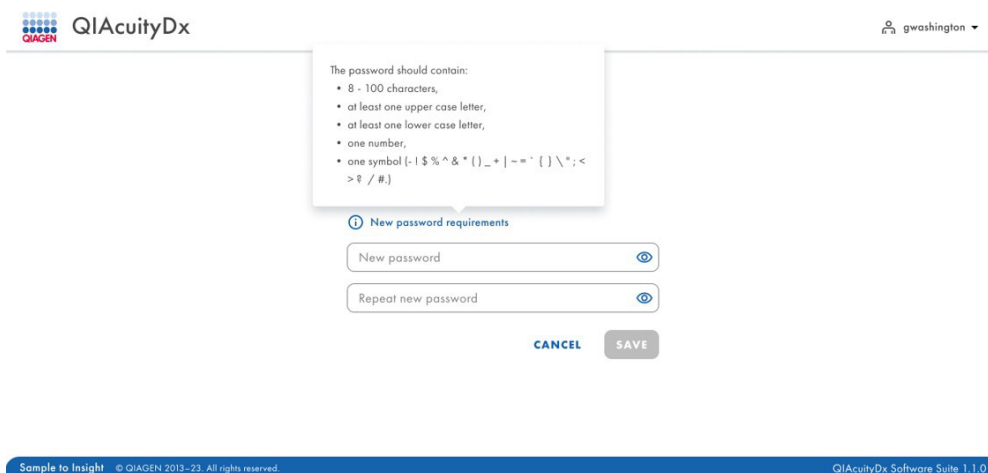 QIAGEN
QIAcuityDx
gwashington
The password should contain:
• 8 - 100 characters,
• at least one upper case letter,
• at least one lower case letter,
• one number,
• one symbol (- ! $ % ^ & * ( ) _ + | ~ = ` { } \ " ; <
> ? / #.)
New password requirements
New password
Repeat new password
CANCEL SAVE
Sample to Insight © QIAGEN 2013–23. All rights reserved. QIAcuityDx Software Suite 1.1.0